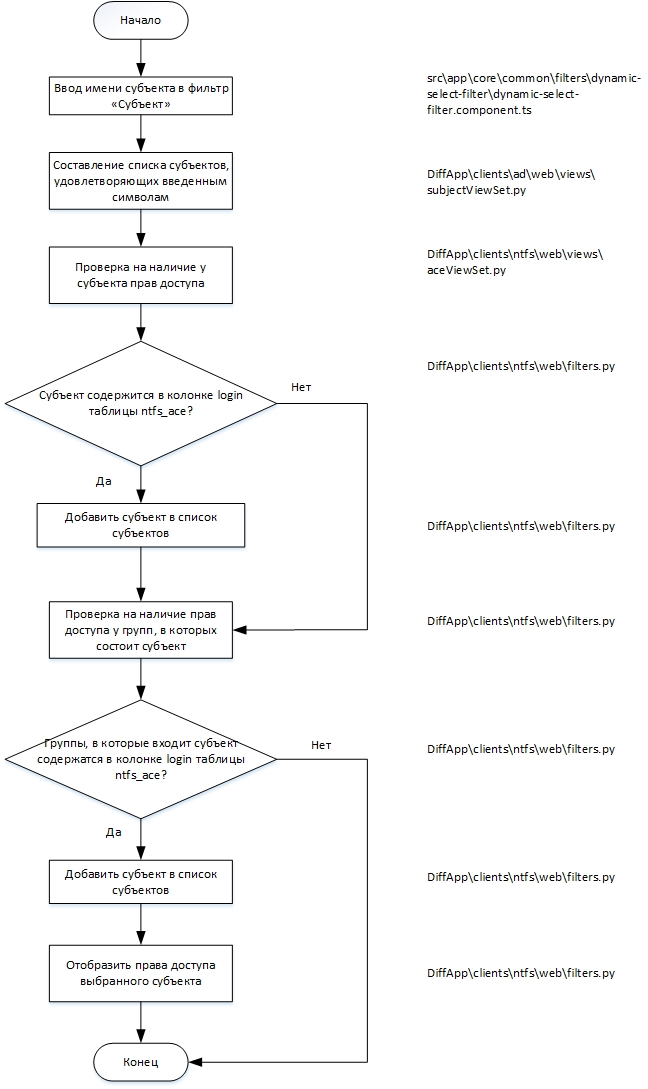 Начало
Ввод имени субъекта в фильтр
«Субъект»
src\app\core\common\filters\dynamic-
select-filter\dynamic-select-
filter.component.ts
Составление списка субъектов,
удовлетворяющих введенным
символам
DiffApp\clients\ad\web\views\
subjectViewSet.py
Проверка на наличие у
субъекта прав доступа
DiffApp\clients\ntfs\web\views\
aceViewSet.py
Субъект содержится в колонке login
таблицы ntfs_ace?
Нет
DiffApp\clients\ntfs\web\filters.py
Да
Добавить субъект в список
субъектов
DiffApp\clients\ntfs\web\filters.py
Проверка на наличие прав
доступа у групп, в которых
состоит субъект
DiffApp\clients\ntfs\web\filters.py
Группы, в которые входит субъект
содержатся в колонке login таблицы
ntfs_ace?
Нет
DiffApp\clients\ntfs\web\filters.py
Да
Добавить субъект в список
субъектов
DiffApp\clients\ntfs\web\filters.py
Отобразить права доступа
выбранного субъекта
DiffApp\clients\ntfs\web\filters.py
Конец